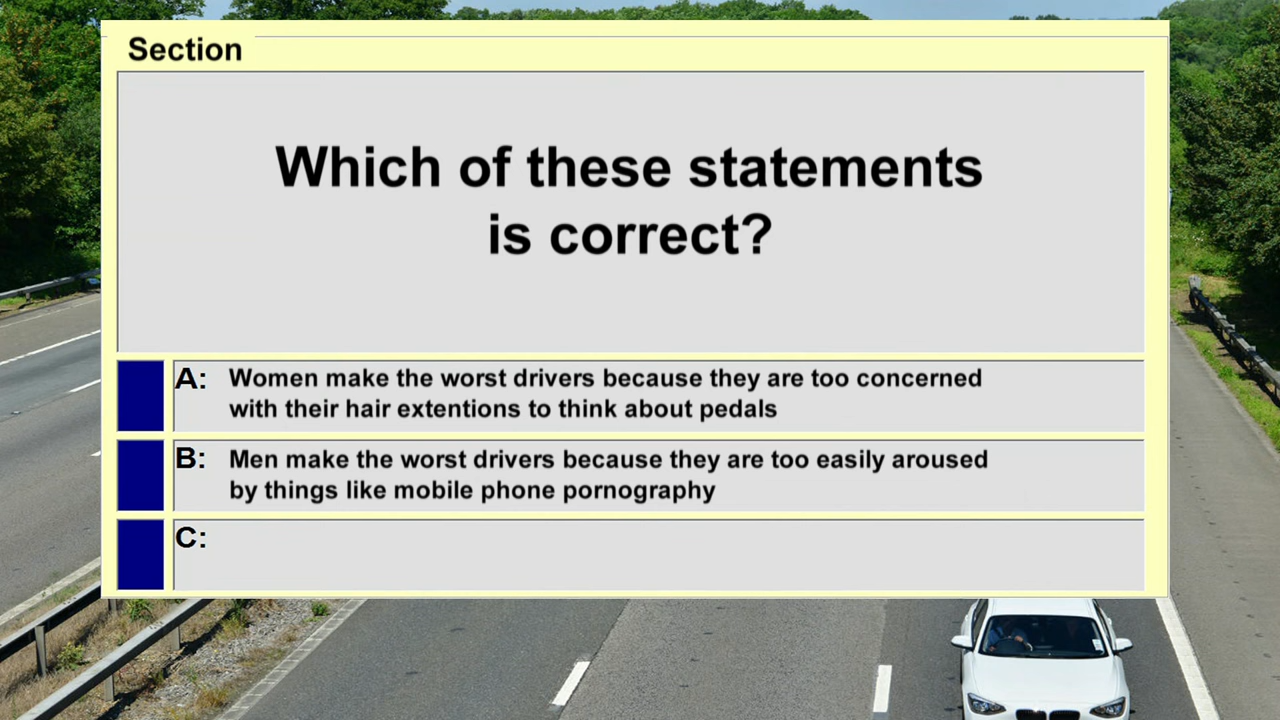 Section
Which of these statements
is correct?
A: Women make the worst drivers because they are too concerned
with their hair extentions to think about pedals
B: Men make the worst drivers because they are too easily aroused
by things like mobile phone pornography
C: